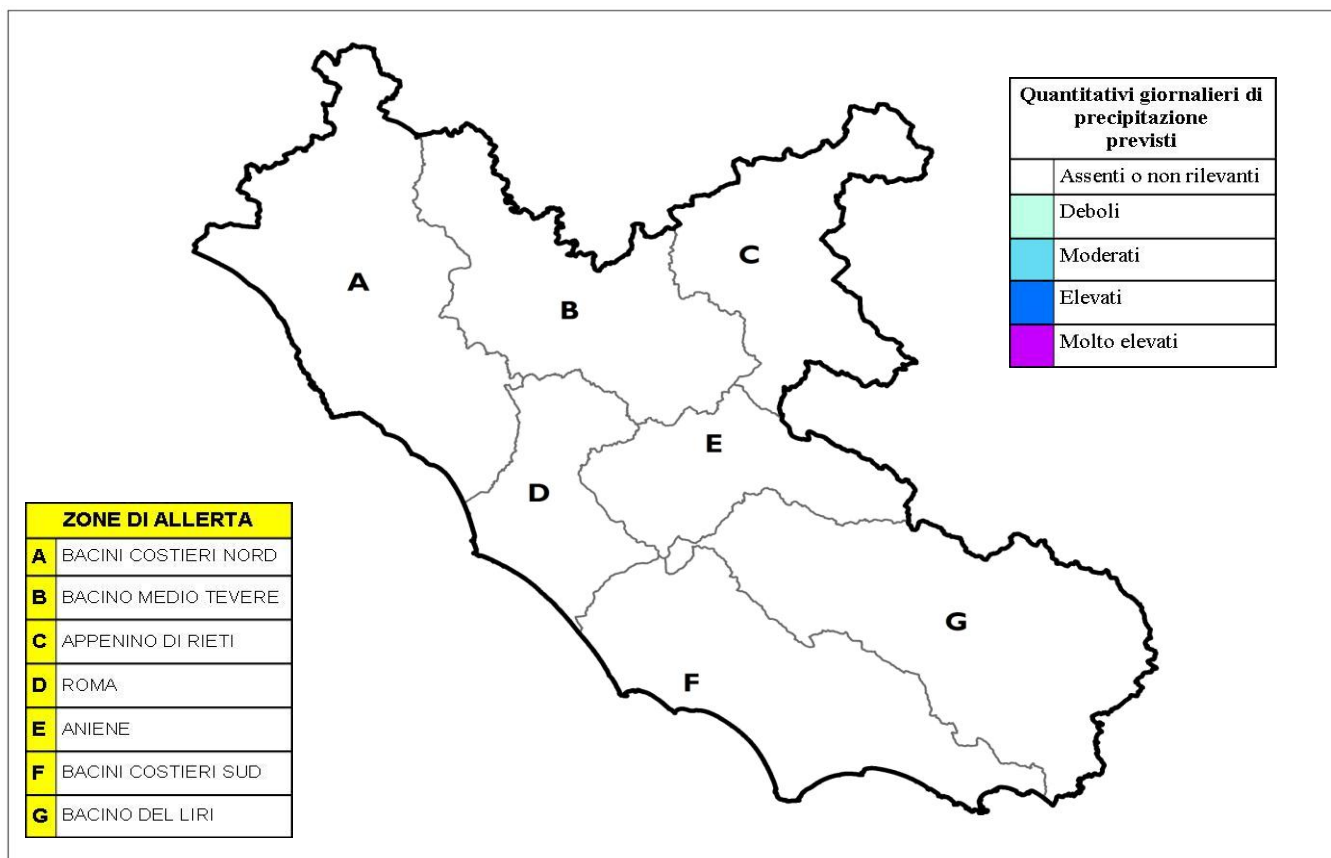 Quantitativi giornalieri di
precipitazione
previsti
Assenti o non rilevanti
Deboli
Moderati
Elevati
Molto elevati
A
B
C
D
E
F
G
ZONE DI ALLERTA
A BACINI COSTIERI NORD
B BACINO MEDIO TEVERE
C APPENINO DI RIETI
D ROMA
E ANIENE
F BACINI COSTIERI SUD
G BACINO DEL LIRI